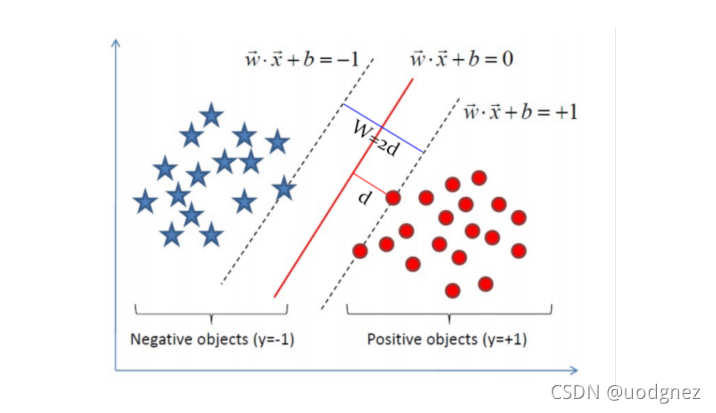 w⃗·x⃗+b=-1
w⃗·x⃗+b=0
w⃗·x⃗+b=+1
W=2d
d
Negative objects (y=-1)
Positive objects (y=+1)
CSDN @uodgnez